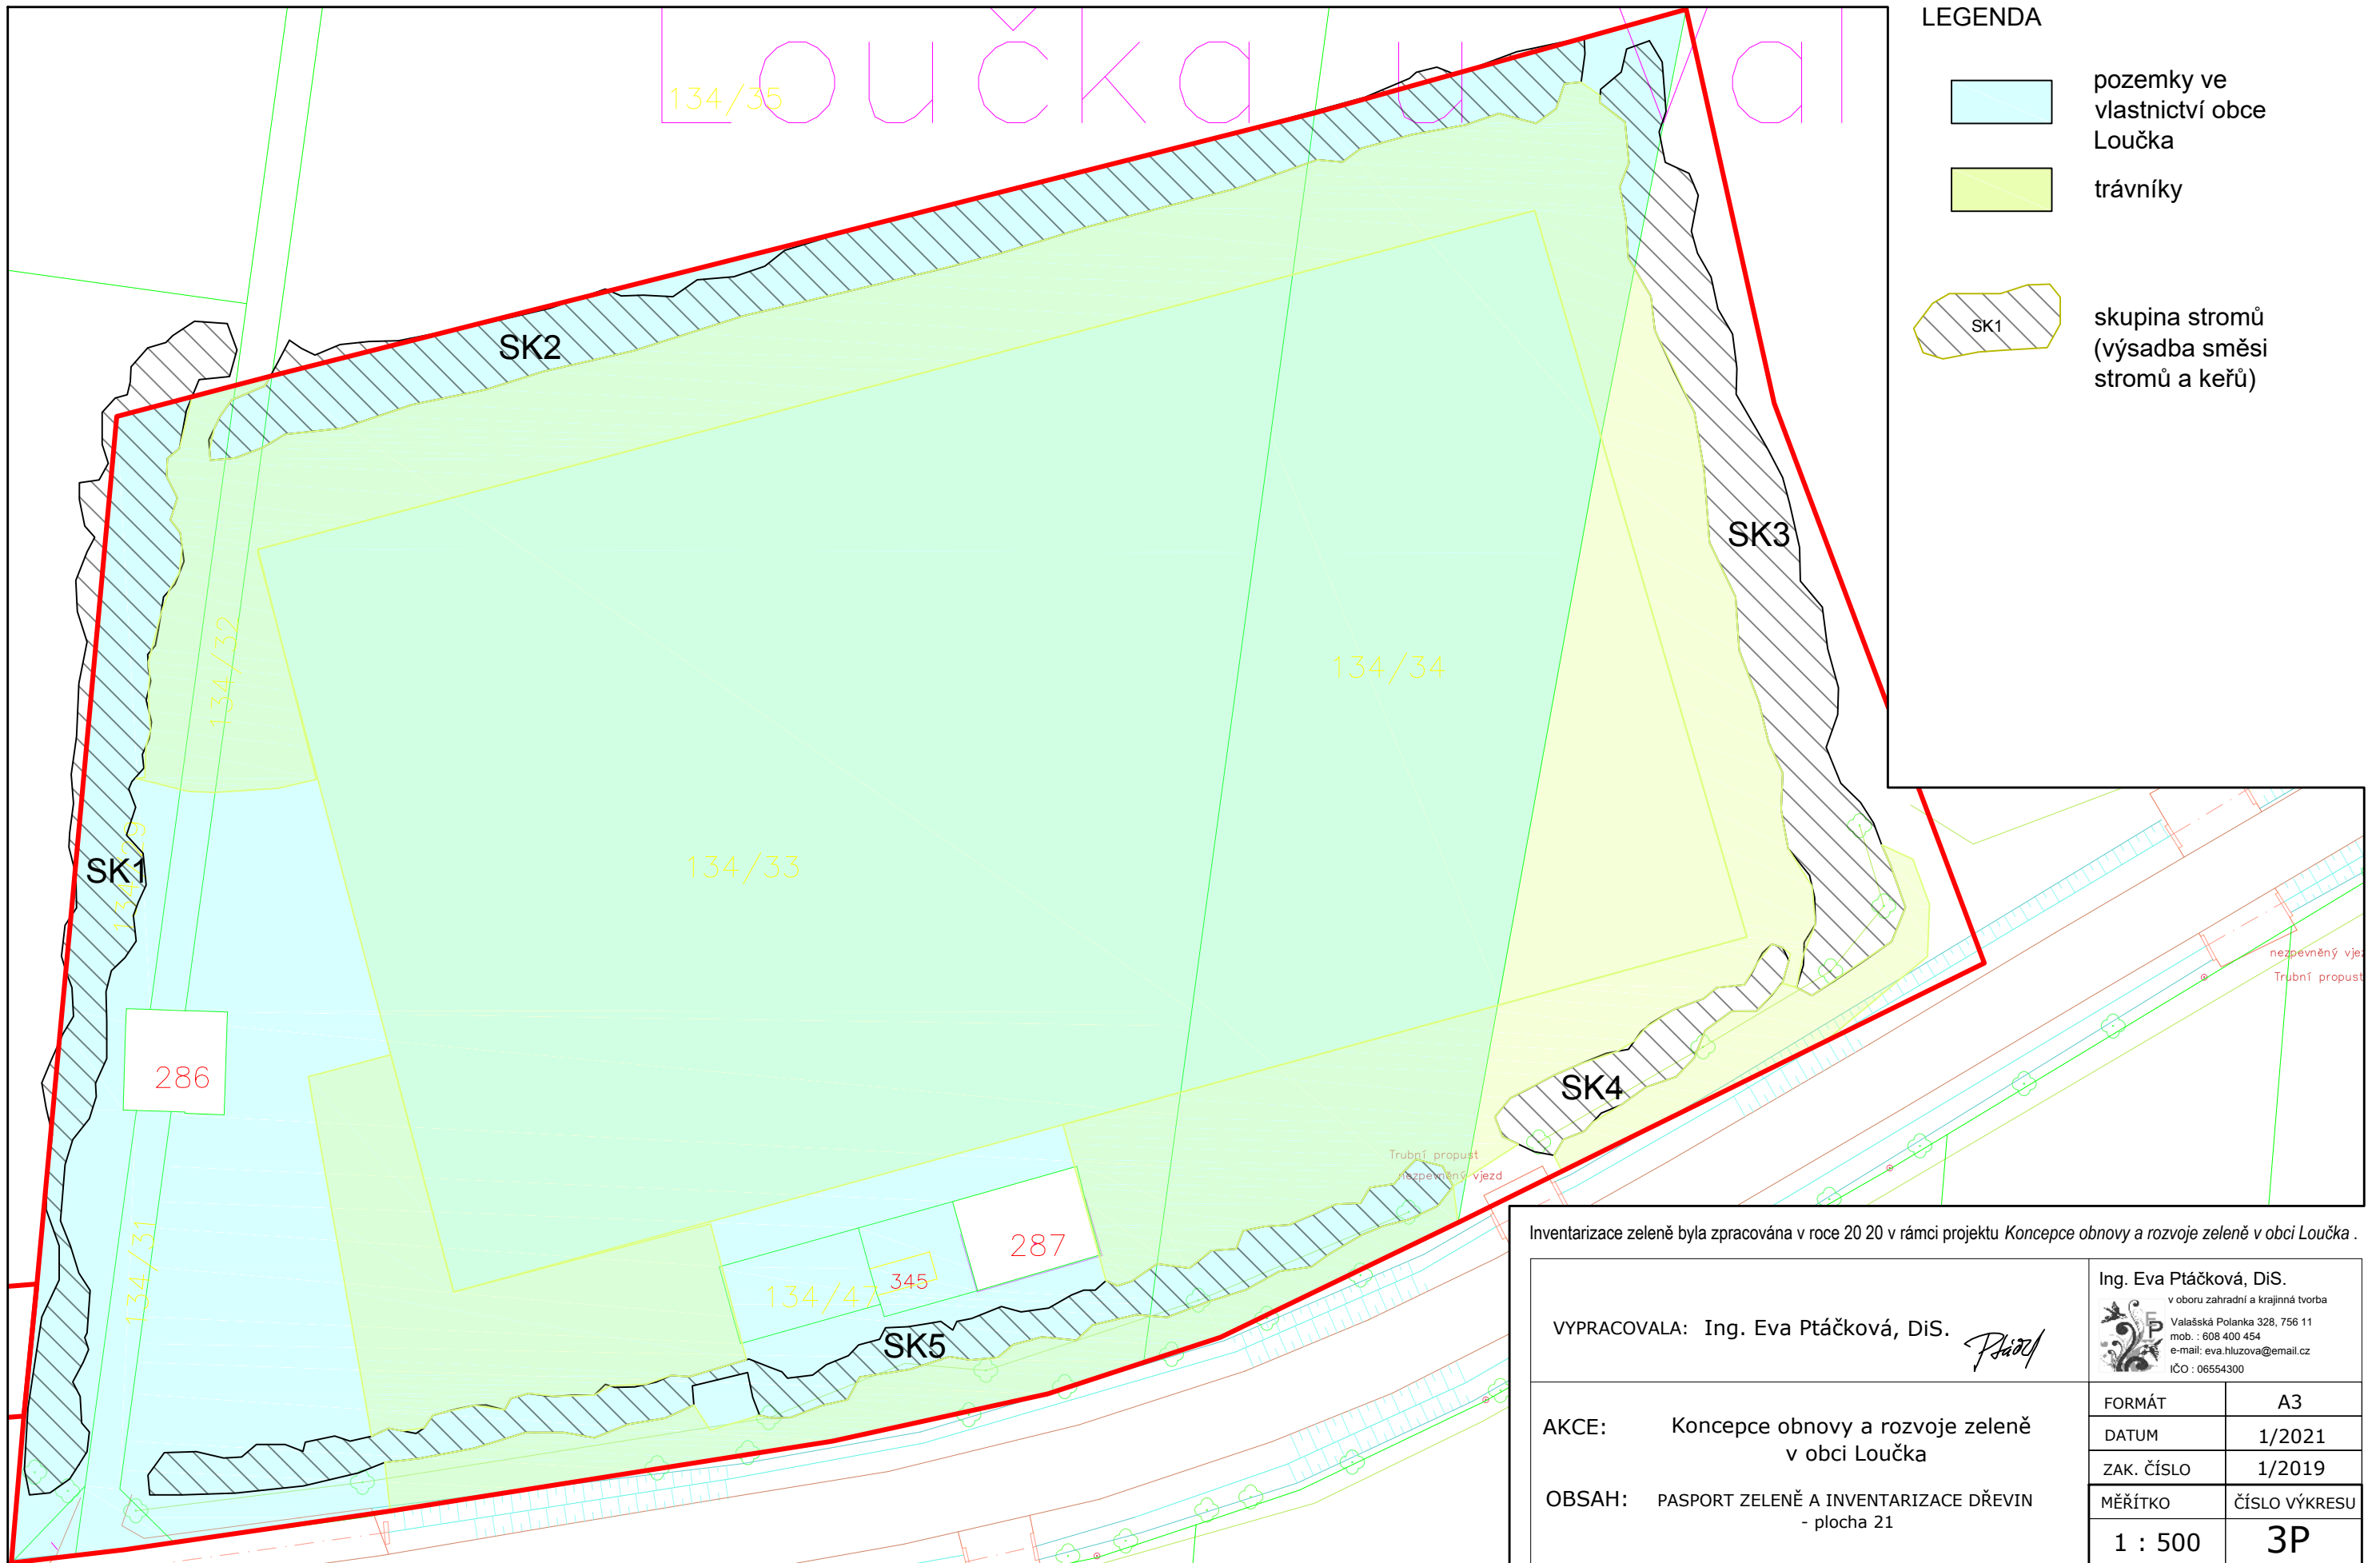 Loučka u Val
134/35
LEGENDA
pozemky ve
vlastnictví obce
Loučka
trávníky
SK1
skupina stromů
(výsadba směsi
stromů a keřů)
SK2
SK3
134/32
134/34
134/33
SK1
286
SK4
nezpevněný vjez
Trubní propust
Trubní propust
nezpevněný vjezd
134/31
287
345
134/47
SK5
Inventarizace zeleně byla zpracována v roce 20 20 v rámci projektu Koncepce obnovy a rozvoje zeleně v obci Loučka .
VYPRACOVALA: Ing. Eva Ptáčková, DiS.
Ing. Eva Ptáčková, DiS.
v oboru zahradní a krajinná tvorba
Valašská Polanka 328, 756 11
mob. : 608 400 454
e-mail: eva.hluzova@email.cz
IČO : 06554300
AKCE: Koncepce obnovy a rozvoje zeleně
v obci Loučka
OBSAH: PASPORT ZELENĚ A INVENTARIZACE DŘEVIN
- plocha 21
FORMÁT A3
DATUM 1/2021
ZAK. ČÍSLO 1/2019
MĚŘÍTKO ČÍSLO VÝKRESU
1 : 500 3P